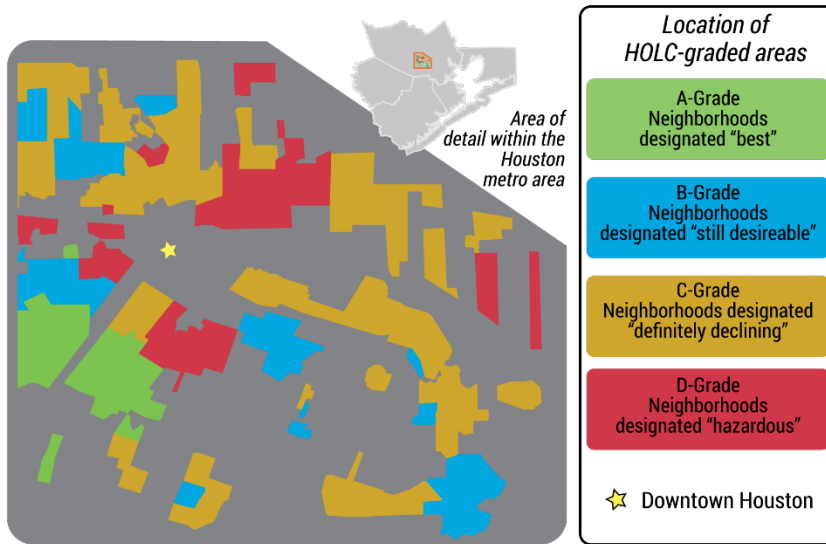 Area of
detail within the
Houston
metro area
Location of
HOLC-graded areas
A-Grade
Neighborhoods
designated “best”
B-Grade
Neighborhoods
designated “still desireable”
C-Grade
Neighborhoods designated
“definitely declining”
D-Grade
Neighborhoods
designated “hazardous”
Downtown Houston